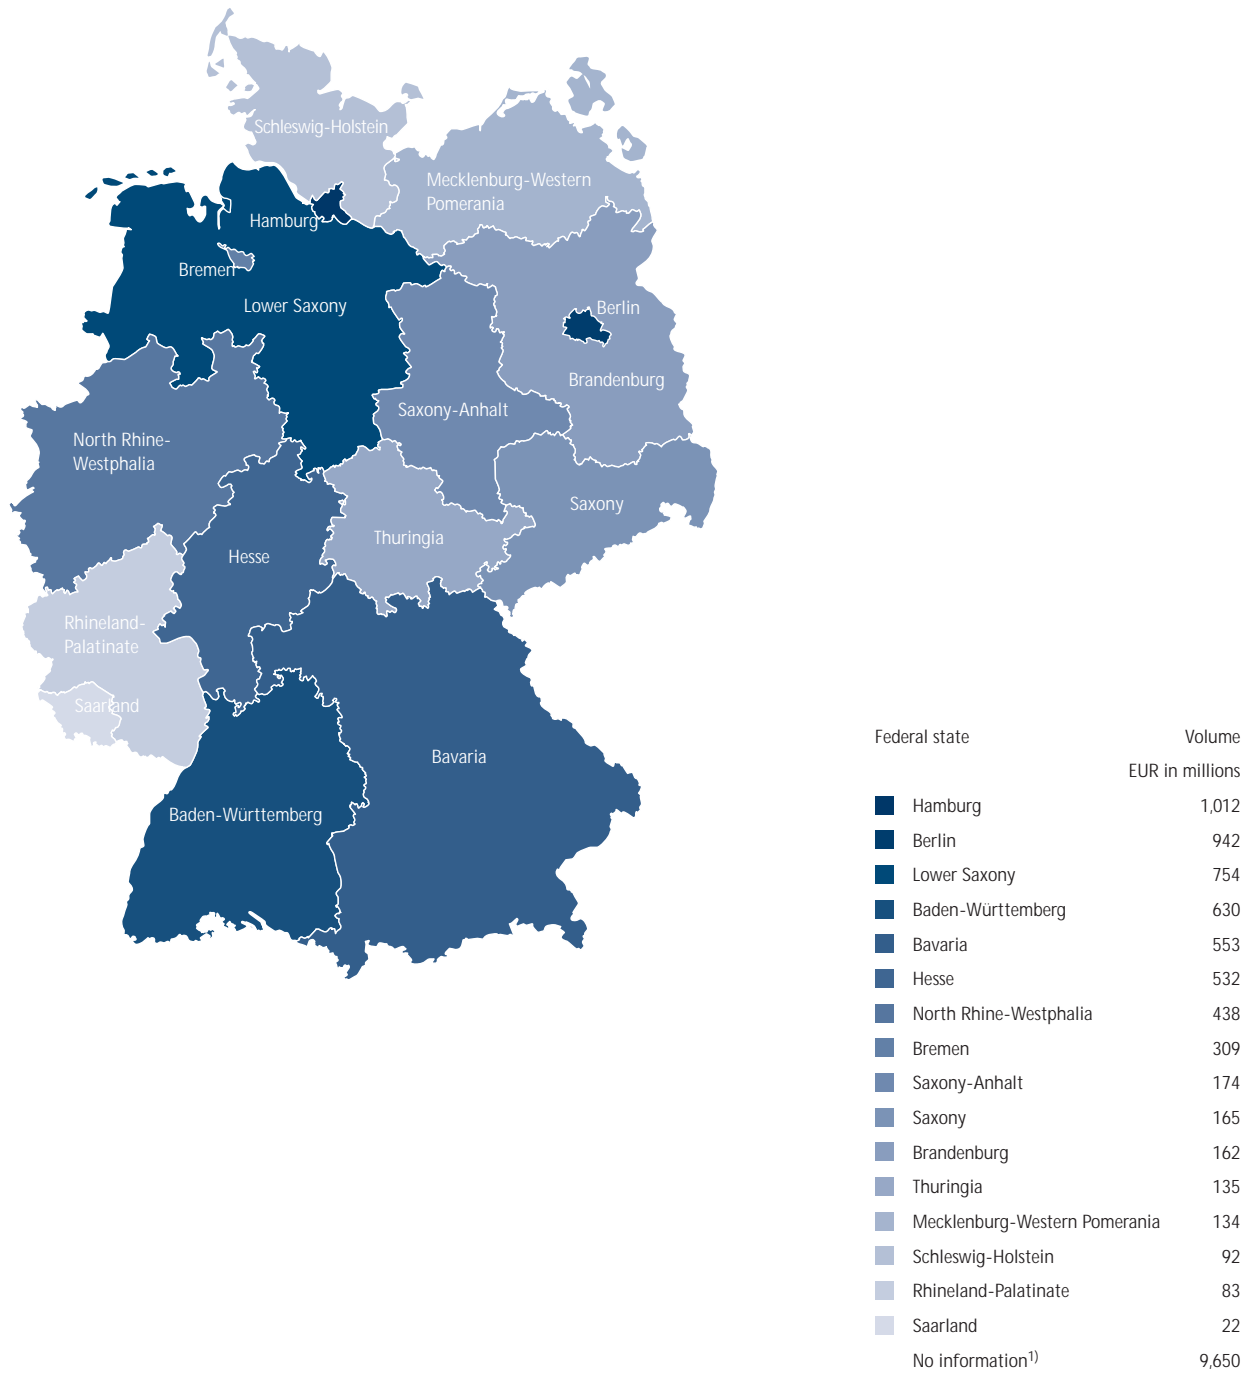 Schleswig-Holstein
Mecklenburg-Western
Pomerania
Hamburg
Bremen
Lower Saxony
Berlin
Brandenburg
Saxony-Anhalt
North Rhine-
Westphalia
Saxony
Thuringia
Hesse
Rhineland-
Palatinate
Saarland
Bavaria
Baden-Württemberg
Federal state Volume
EUR in millions
Hamburg 1,012
Berlin 942
Lower Saxony 754
Baden-Württemberg 630
Bavaria 553
Hesse 532
North Rhine-Westphalia 438
Bremen 309
Saxony-Anhalt 174
Saxony 165
Brandenburg 162
Thuringia 135
Mecklenburg-Western Pomerania 134
Schleswig-Holstein 92
Rhineland-Palatinate 83
Saarland 22
No information1) 9,650